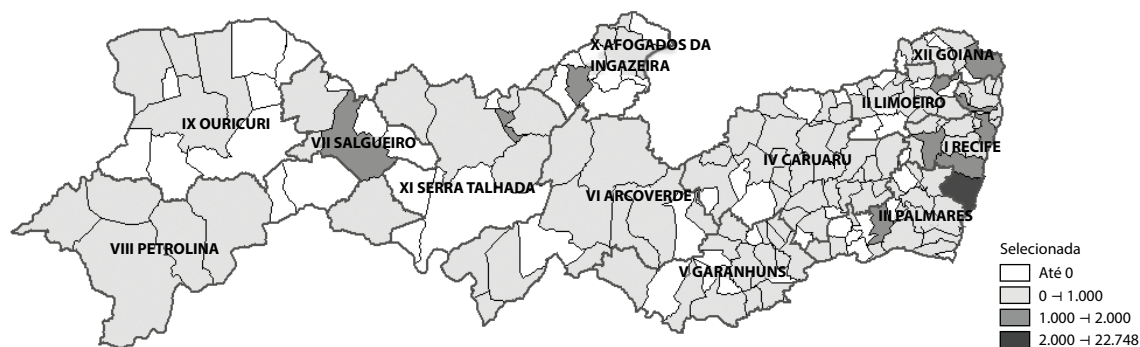 X AFOGADOS DA
INGAZEIRA
XII GOIANA
II LIMOEIRO
IX OURICURI
VII SALGUEIRO
I RECIFE
IV CARUARU
XI SERRA TALHADA
VI ARCOVERDE
III PALMARES
VIII PETROLINA
V GARANHUNS
Selecionada
Até 0
0 ⊣ 1.000
1.000 ⊣ 2.000
2.000 ⊣ 22.748